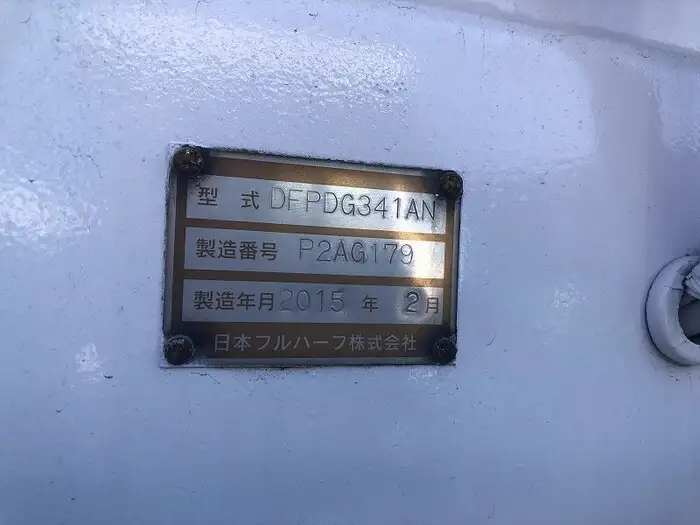 型 式 DFPDG341AN
製造番号 P2AG179
製造年月 2015 年 2 月
日本フルハーフ株式会社